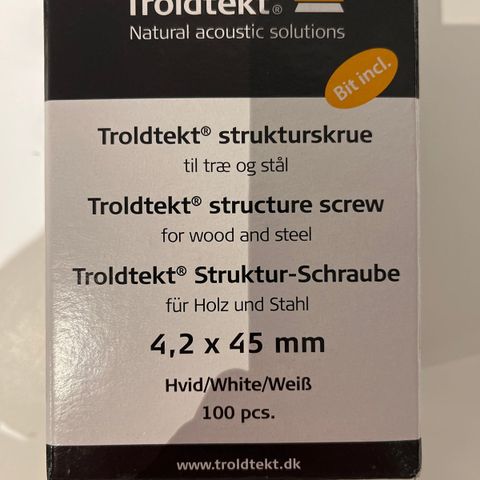 Troldtekt®
Natural acoustic solutions
Bit incl.
Troldtekt® strukturskrue
til træ og stål
Troldtekt® structure screw
for wood and steel
Troldtekt® Struktur-Schraube
für Holz und Stahl
4,2 x 45 mm
Hvid/White/Weiß
100 pcs.
www.troldtekt.dk